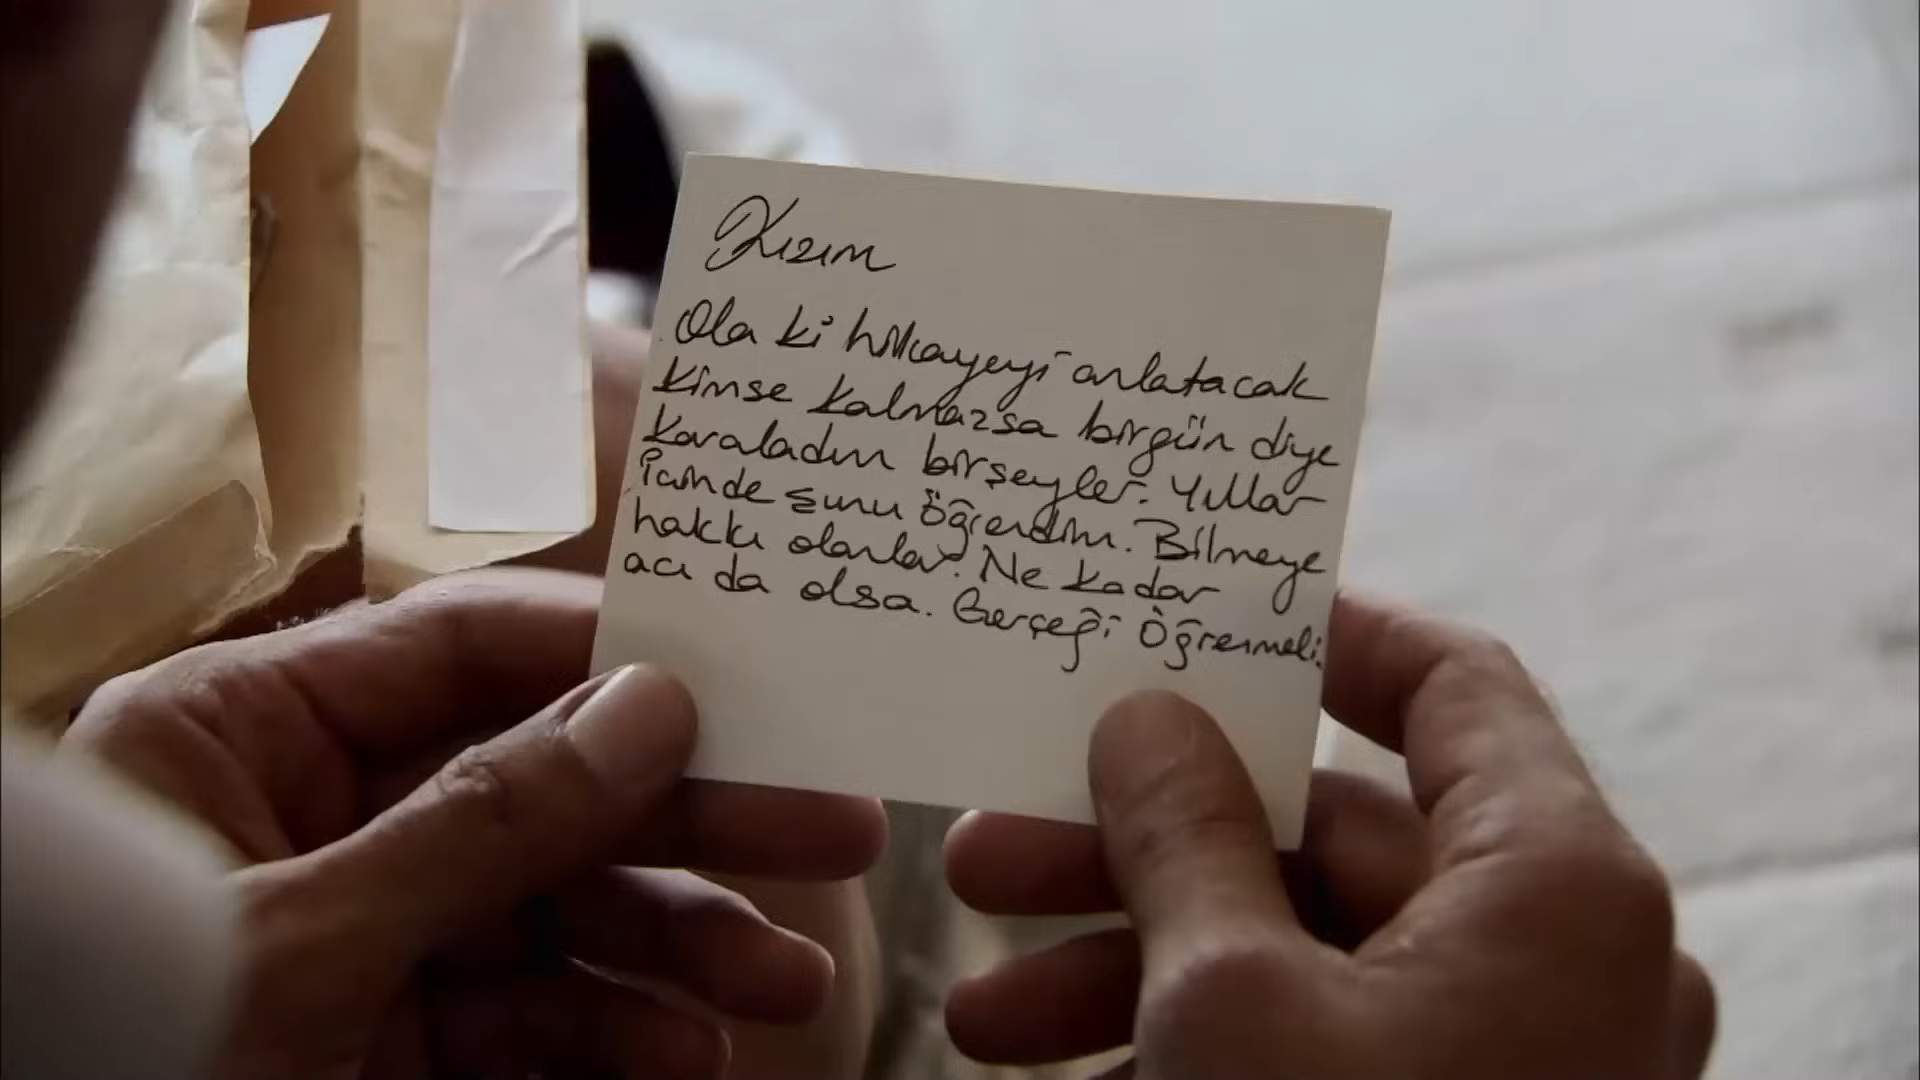 Kızım
Ola ki hikayeyi anlatacak
kimse kalmazsa birgün diye
karaladım birşeyler. Yıllar
içinde şunu öğrendim. Bilmeye
hakkı olanlar. Ne kadar
acı da olsa. Gerçeği öğrenmeli.